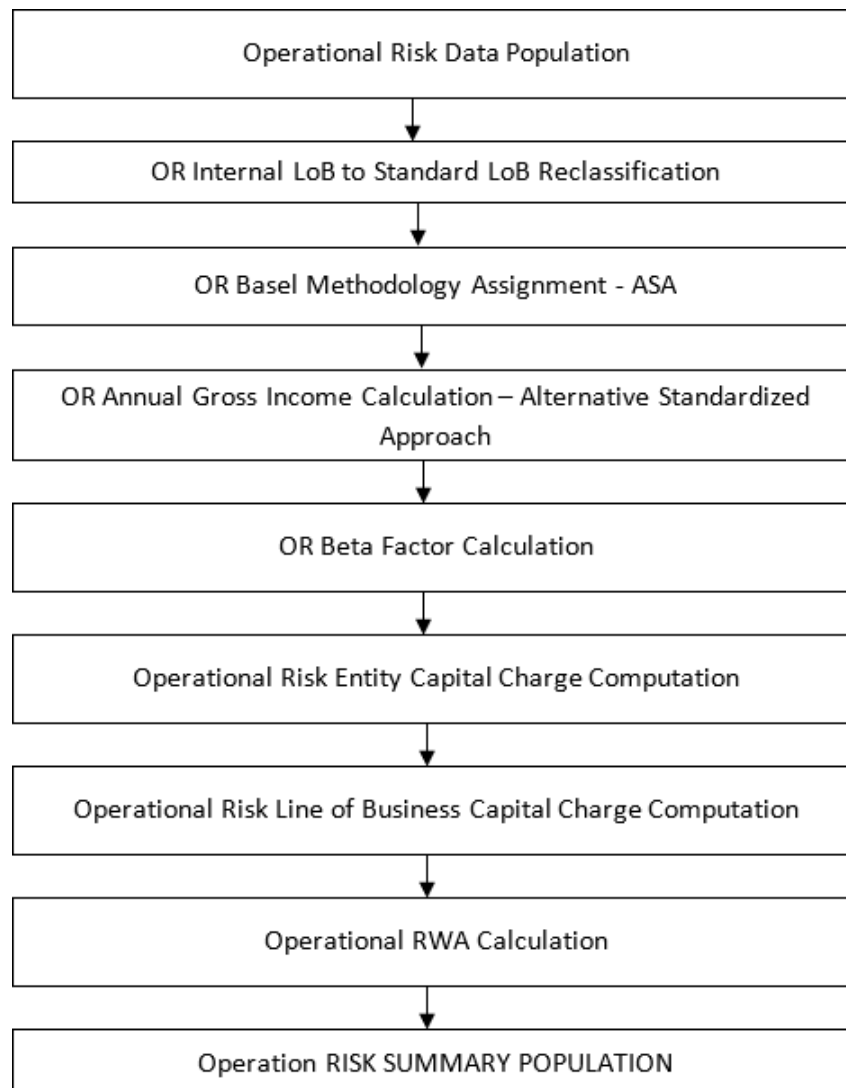 Operational Risk Data Population
OR Internal LoB to Standard LoB Reclassification
OR Basel Methodology Assignment - ASA
OR Annual Gross Income Calculation – Alternative Standardized
Approach
OR Beta Factor Calculation
Operational Risk Entity Capital Charge Computation
Operational Risk Line of Business Capital Charge Computation
Operational RWA Calculation
Operation RISK SUMMARY POPULATION